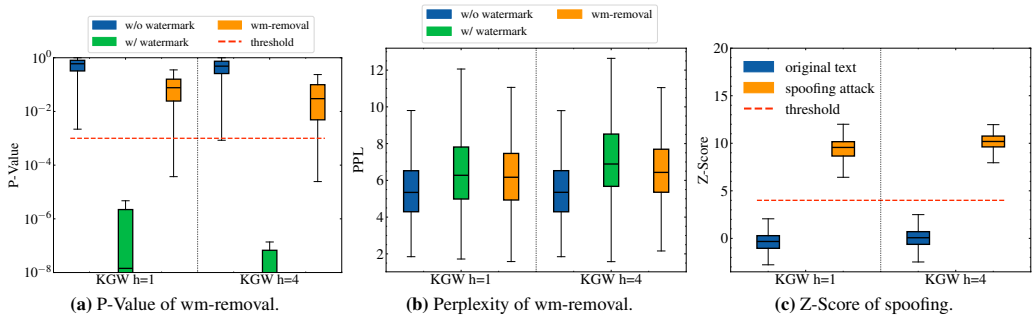 w/o watermark
w/ watermark
wm-removal
threshold
P-Value
10^0
10^-2
10^-4
10^-6
10^-8
KGW h=1
KGW h=4
(a) P-Value of wm-removal.
w/o watermark
w/ watermark
wm-removal
PPL
12
10
8
6
4
2
KGW h=1
KGW h=4
(b) Perplexity of wm-removal.
original text
spoofing attack
threshold
Z-Score
20
15
10
5
0
KGW h=1
KGW h=4
(c) Z-Score of spoofing.